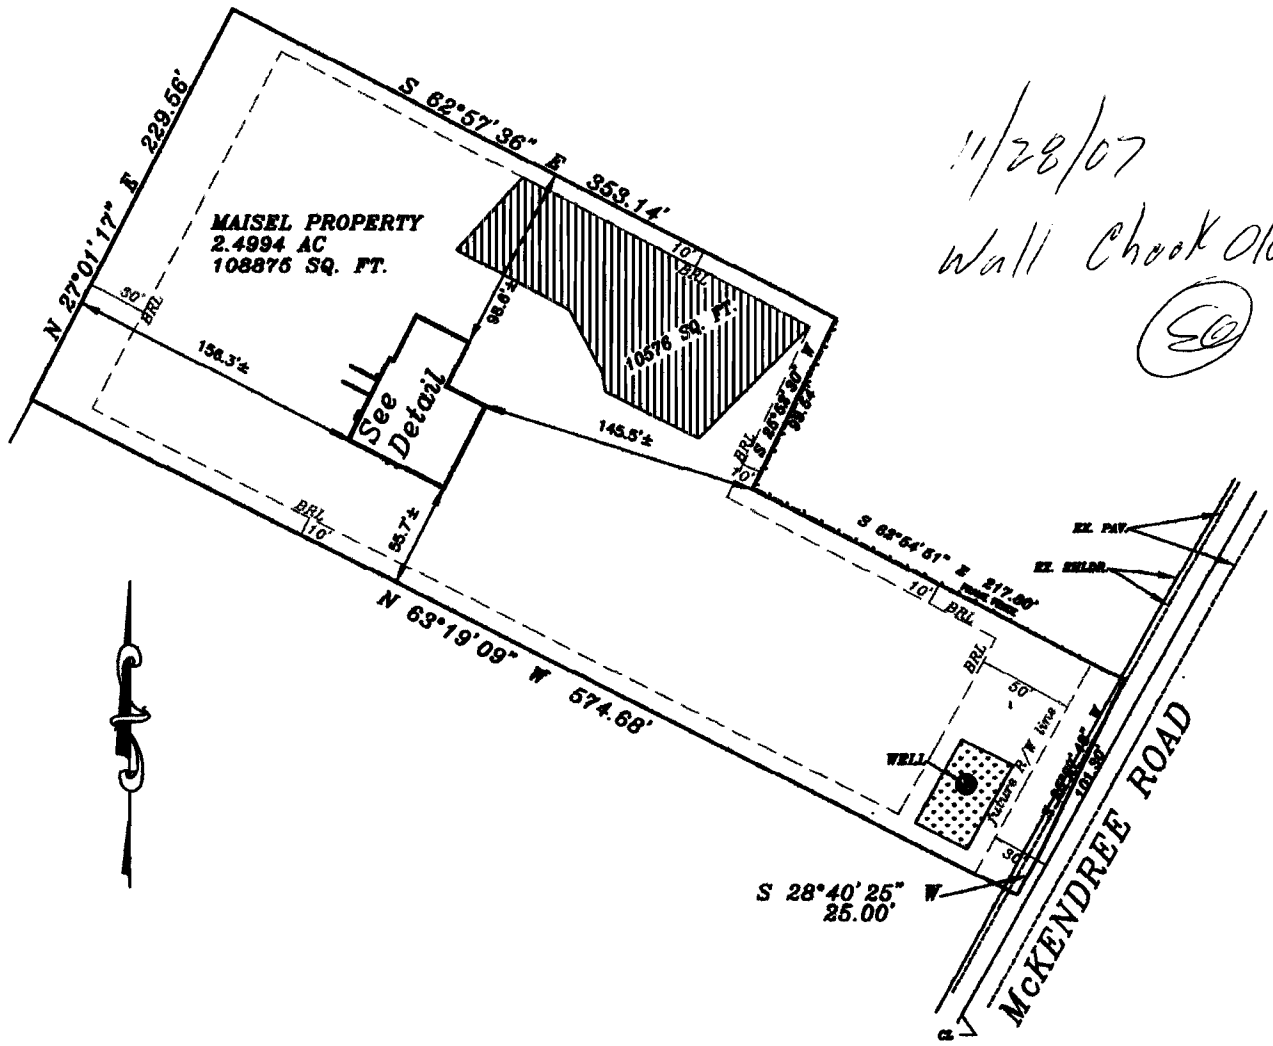 11/28/07
Wall Check Ok
S 62°57'36" E 353.14'
N 27°01'17" E 229.56'
MAISEL PROPERTY
2.4994 AC
108875 SQ. FT.
30'
BRL
10'
BRL
98.6'±
10576 SQ. FT.
156.3'±
See
Detail
145.5'±
BRL
10'
BRL
10'
55.7'±
S 62°54'51" E 217.80'
10'
BRL
EX. PAV.
EX. SHLDR.
N 63°19'09" W 574.68'
BRL
50'
WELL
future R/W line
101.30'
30'
S 28°40'25" W
25.00'
McKENDREE ROAD